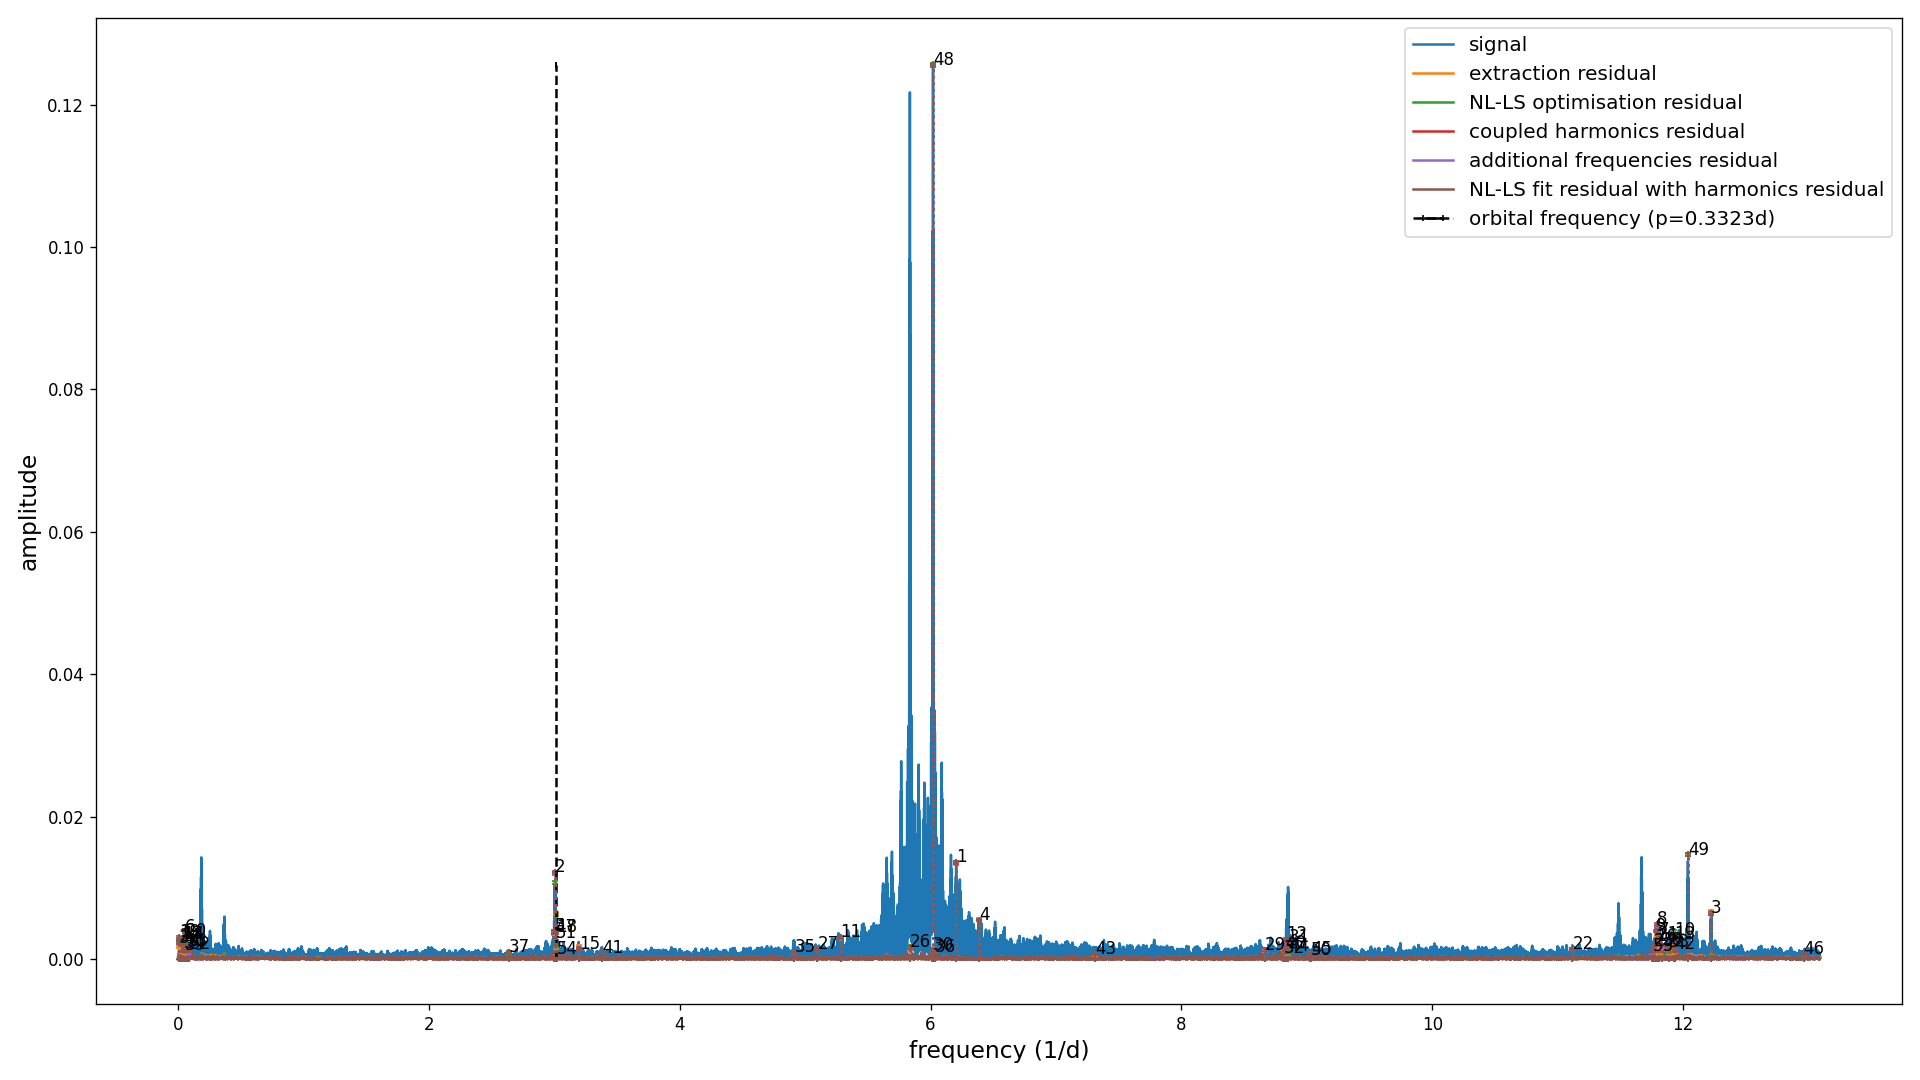 signal
extraction residual
NL-LS optimisation residual
coupled harmonics residual
additional frequencies residual
NL-LS fit residual with harmonics residual
orbital frequency (p=0.3323d)
amplitude
0.12
0.10
0.08
0.06
0.04
0.02
0.00
48
1
2
49
3
4
6
8
11
15
37
41
35
27
26
43
29
22
46
0 2 4 6 8 10 12
frequency (1/d)